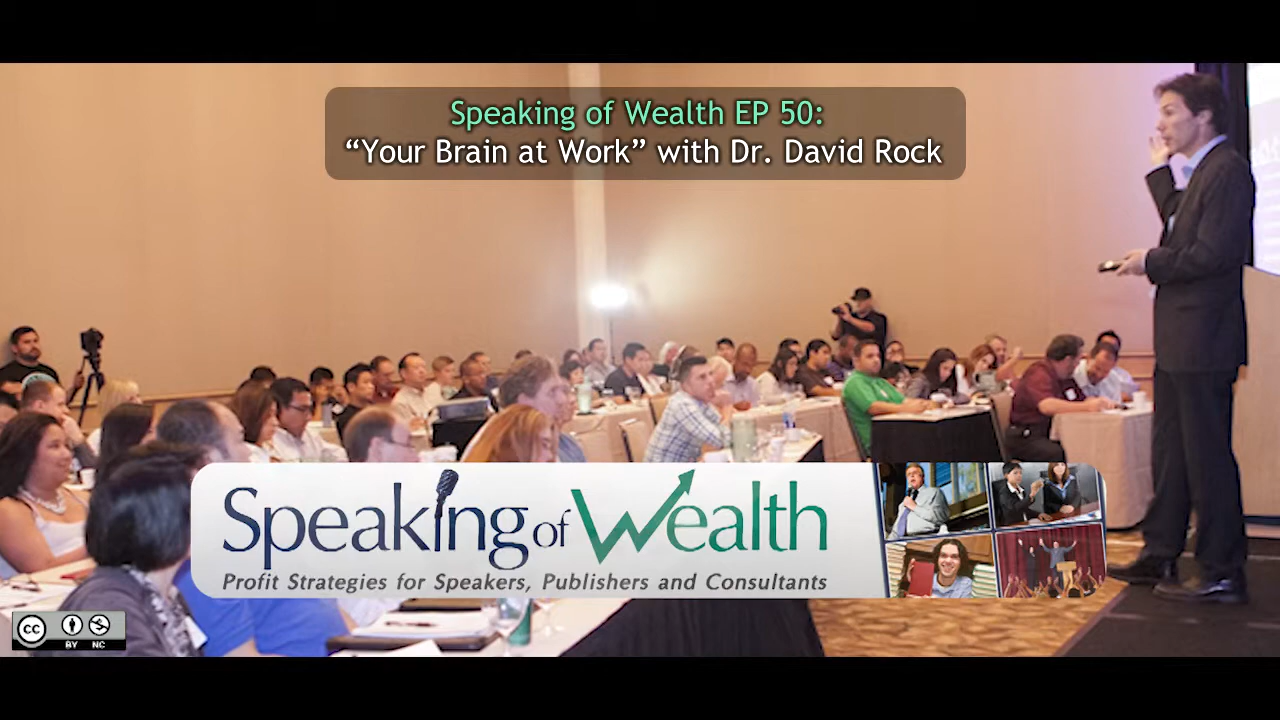 Speaking of Wealth EP 50:
“Your Brain at Work” with Dr. David Rock
Speaking of Wealth
Profit Strategies for Speakers, Publishers and Consultants
cc
BY NC